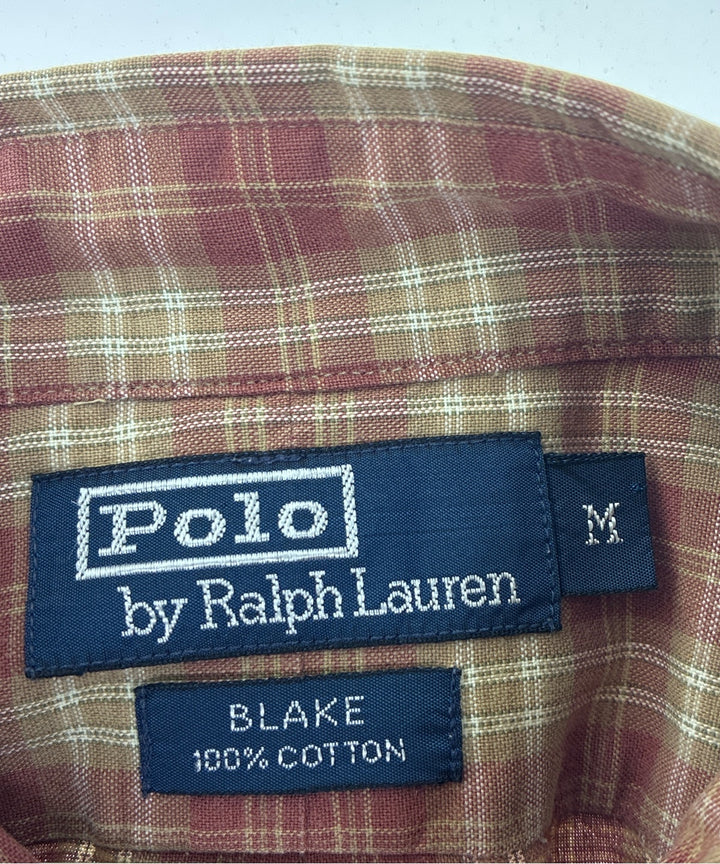 Polo
by Ralph Lauren
M
BLAKE
100% COTTON